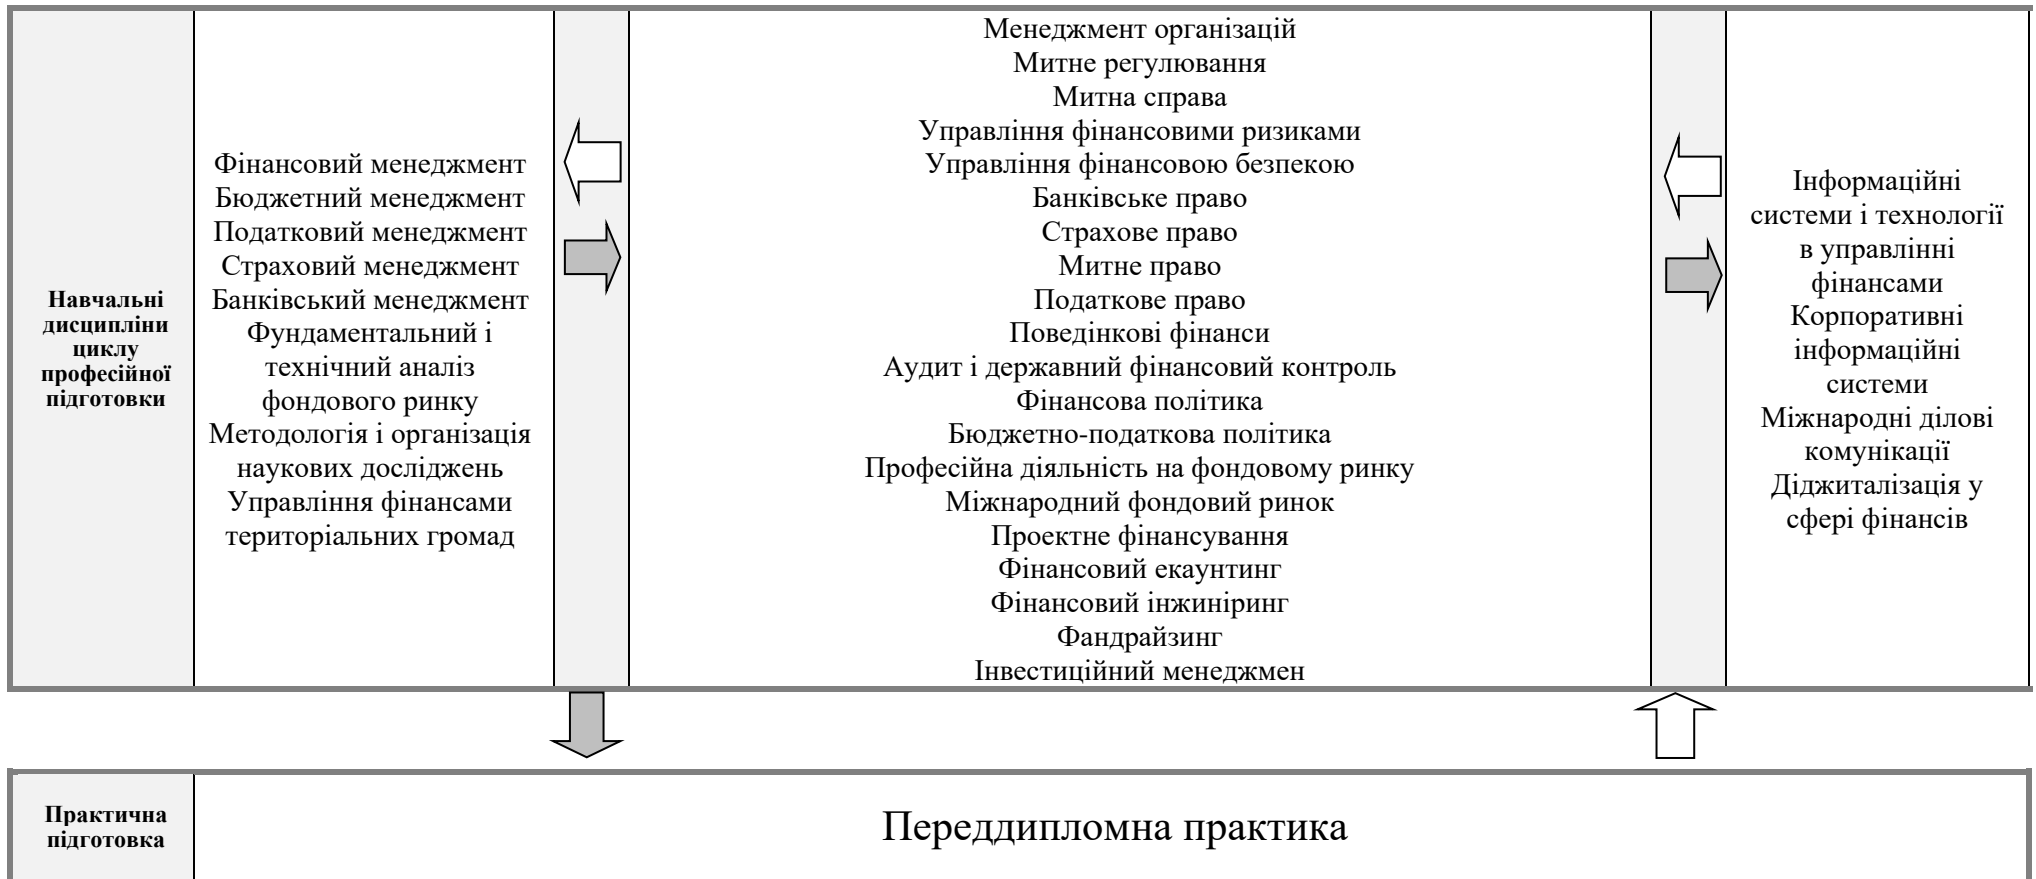 Навчальні
дисципліни
циклу
професійної
підготовки
Фінансовий менеджмент
Бюджетний менеджмент
Податковий менеджмент
Страховий менеджмент
Банківський менеджмент
Фундаментальний і
технічний аналіз
фондового ринку
Методологія і організація
наукових досліджень
Управління фінансами
територіальних громад
Менеджмент організацій
Митне регулювання
Митна справа
Управління фінансовими ризиками
Управління фінансовою безпекою
Банківське право
Страхове право
Митне право
Податкове право
Поведінкові фінанси
Аудит і державний фінансовий контроль
Фінансова політика
Бюджетно-податкова політика
Професійна діяльність на фондовому ринку
Міжнародний фондовий ринок
Проектне фінансування
Фінансовий екаунтинг
Фінансовий інжиніринг
Фандрайзинг
Інвестиційний менеджмен
Інформаційні
системи і технології
в управлінні
фінансами
Корпоративні
інформаційні
системи
Міжнародні ділові
комунікації
Діджиталізація у
сфері фінансів
Практична
підготовка
Переддипломна практика